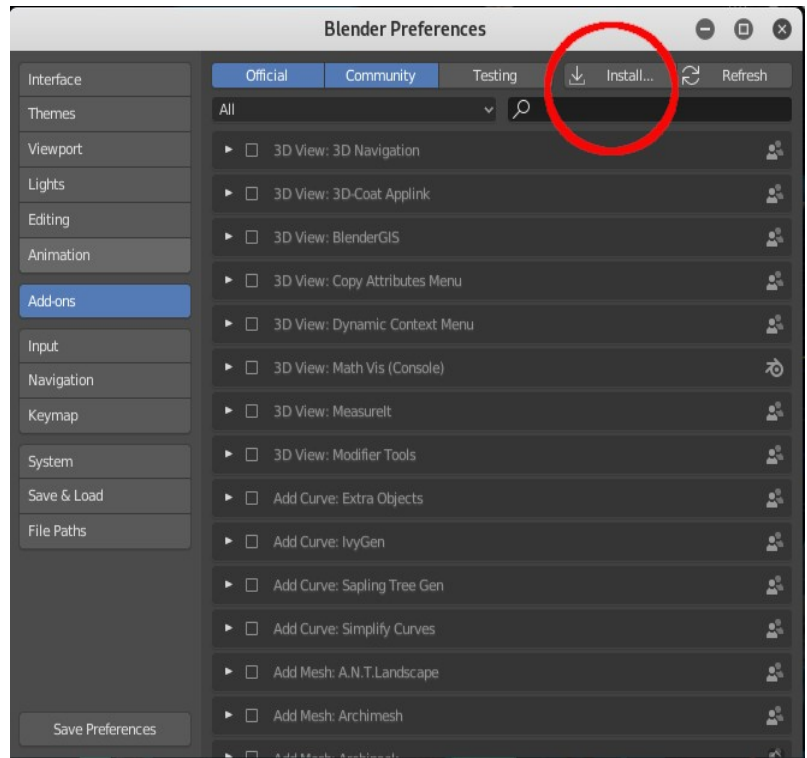 Blender Preferences
Interface
Themes
Viewport
Lights
Editing
Animation
Add-ons
Input
Navigation
Keymap
System
Save & Load
File Paths
Save Preferences
Official Community Testing Install... Refresh
All
3D View: 3D Navigation
3D View: 3D-Coat Applink
3D View: BlenderGIS
3D View: Copy Attributes Menu
3D View: Dynamic Context Menu
3D View: Math Vis (Console)
3D View: MeasureIt
3D View: Modifier Tools
Add Curve: Extra Objects
Add Curve: IvyGen
Add Curve: Sapling Tree Gen
Add Curve: Simplify Curves
Add Mesh: A.N.T.Landscape
Add Mesh: Archimesh
Add Mesh: